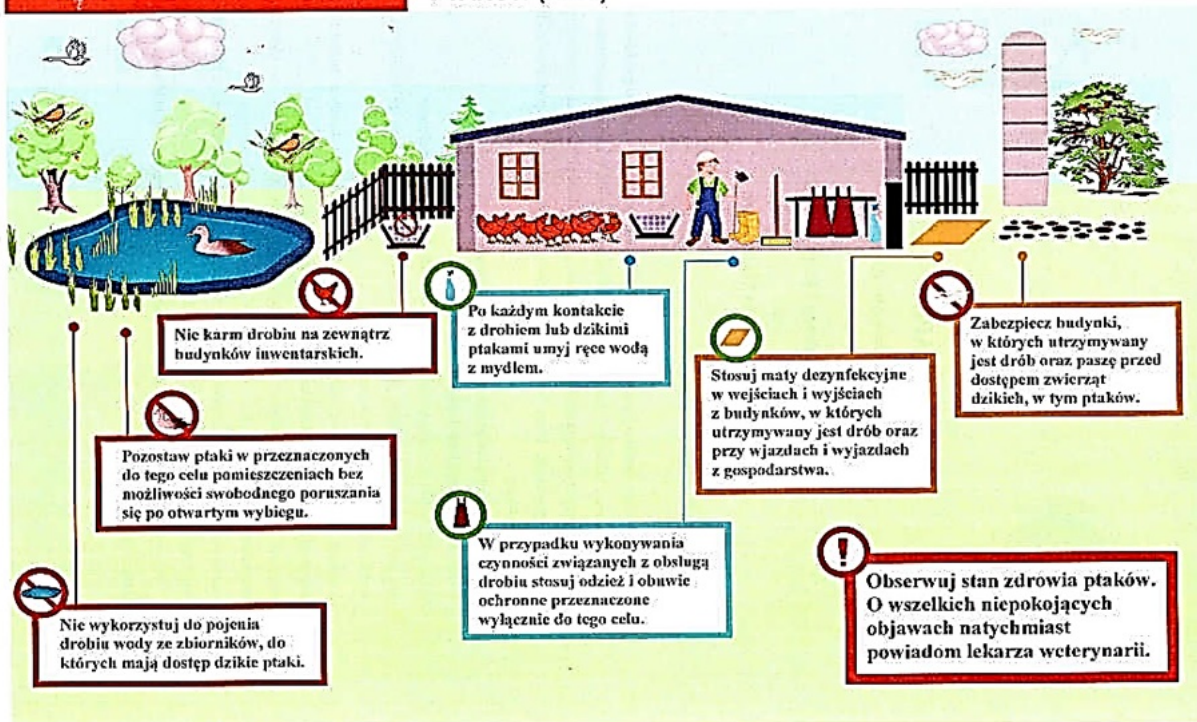 Nie karm drobiu na zewnątrz
budynków inwentarskich.
Po każdym kontakcie
z drobiem lub dzikimi
ptakami umyj ręce wodą
z mydłem.
Stosuj maty dezynfekcyjne
w wejściach i wyjściach
z budynków, w których
utrzymywany jest drób oraz
przy wjazdach i wyjazdach
z gospodarstwa.
Zabezpiecz budynki,
w których utrzymywany
jest drób oraz paszę przed
dostępem zwierząt
dzikich, w tym ptaków.
Pozostaw ptaki w przeznaczonych
do tego celu pomieszczeniach bez
możliwości swobodnego poruszania
się po otwartym wybiegu.
W przypadku wykonywania
czynności związanych z obsługą
drobiu stosuj odzież i obuwie
ochronne przeznaczone
wyłącznie do tego celu.
Nie wykorzystuj do pojenia
drobiu wody ze zbiorników, do
których mają dostęp dzikie ptaki.
Obserwuj stan zdrowia ptaków.
O wszelkich niepokojących
objawach natychmiast
powiadom lekarza weterynarii.